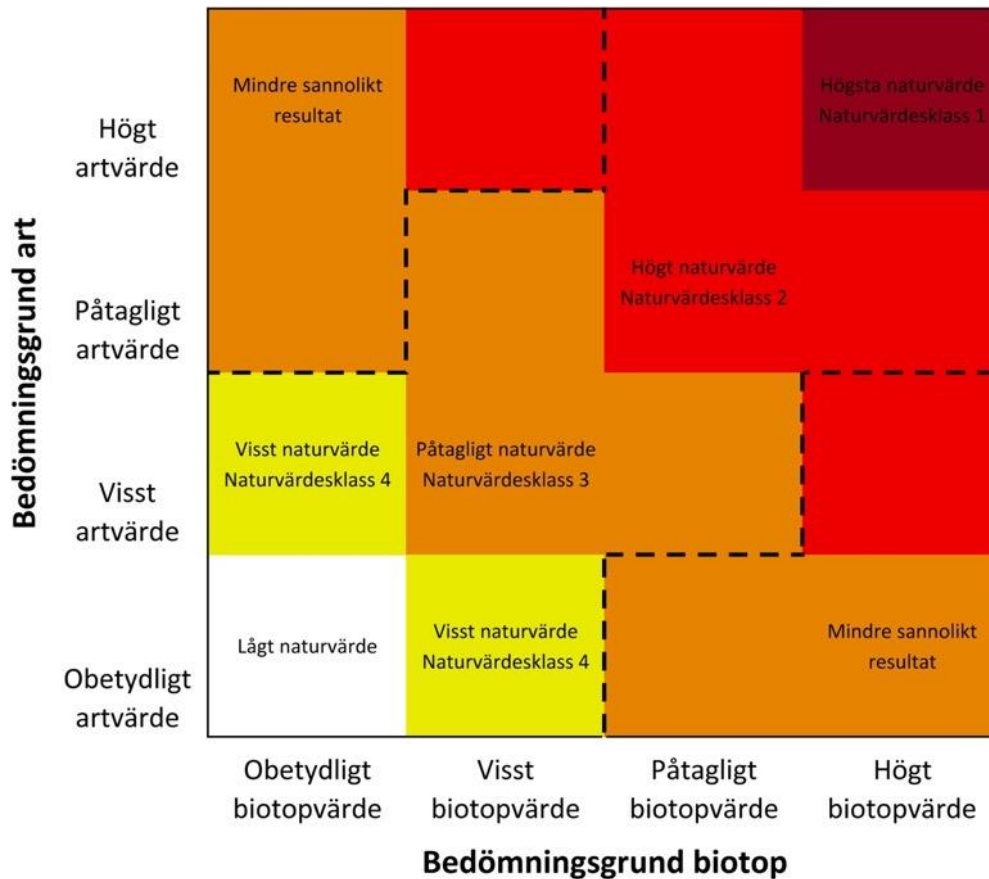 Mindre sannolikt
resultat
Högsta naturvärde
Naturvärdesklass 1
Högt
artvärde
Högt naturvärde
Naturvärdesklass 2
Påtagligt
artvärde
Bedömningsgrund art
Visst naturvärde
Naturvärdesklass 4
Påtagligt naturvärde
Naturvärdesklass 3
Visst
artvärde
Lågt naturvärde
Visst naturvärde
Naturvärdesklass 4
Mindre sannolikt
resultat
Obetydligt
artvärde
Obetydligt
biotopvärde
Visst
biotopvärde
Påtagligt
biotopvärde
Högt
biotopvärde
Bedömningsgrund biotop